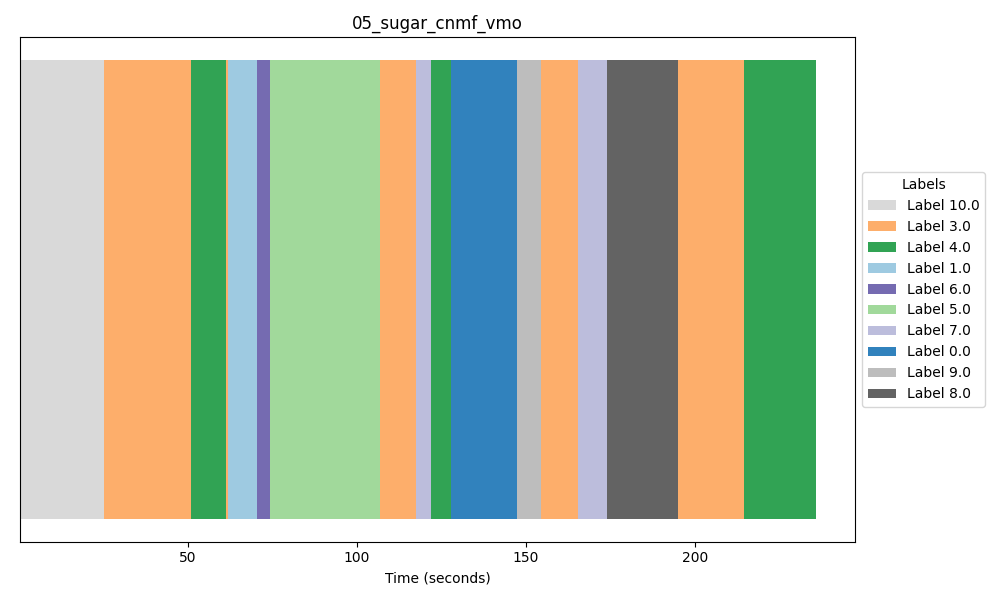 05_sugar_cnmf_vmo
Labels
Label 10.0
Label 3.0
Label 4.0
Label 1.0
Label 6.0
Label 5.0
Label 7.0
Label 0.0
Label 9.0
Label 8.0
50 100 150 200
Time (seconds)